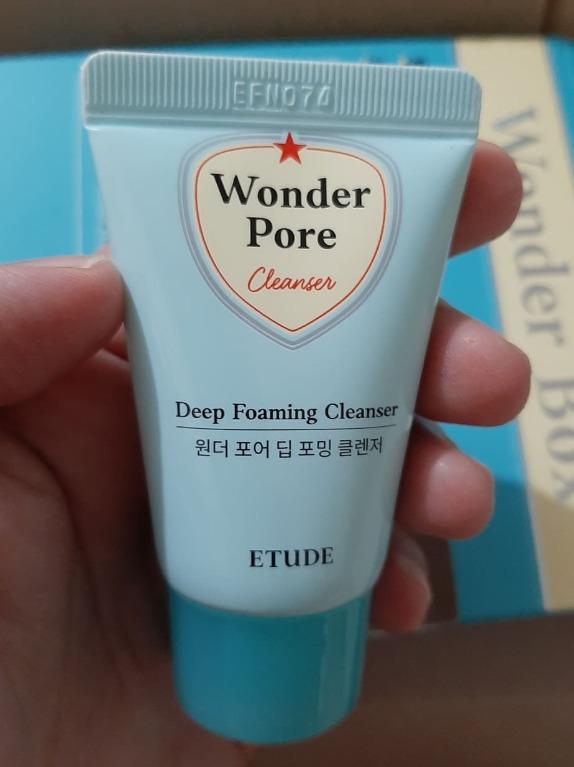 EFN074
Wonder
Pore
Cleanser
Deep Foaming Cleanser
원더 포어 딥 포밍 클렌저
ETUDE
Wonder Box